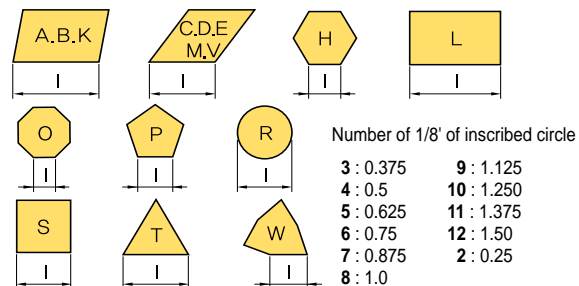 A.B.K
C.D.E
M.V
H
L
l
l
l
l
O
P
R
l
l
l
Number of 1/8' of inscribed circle
3 : 0.375
9 : 1.125
4 : 0.5
10 : 1.250
5 : 0.625
11 : 1.375
6 : 0.75
12 : 1.50
7 : 0.875
2 : 0.25
8 : 1.0
S
T
W
l
l
l